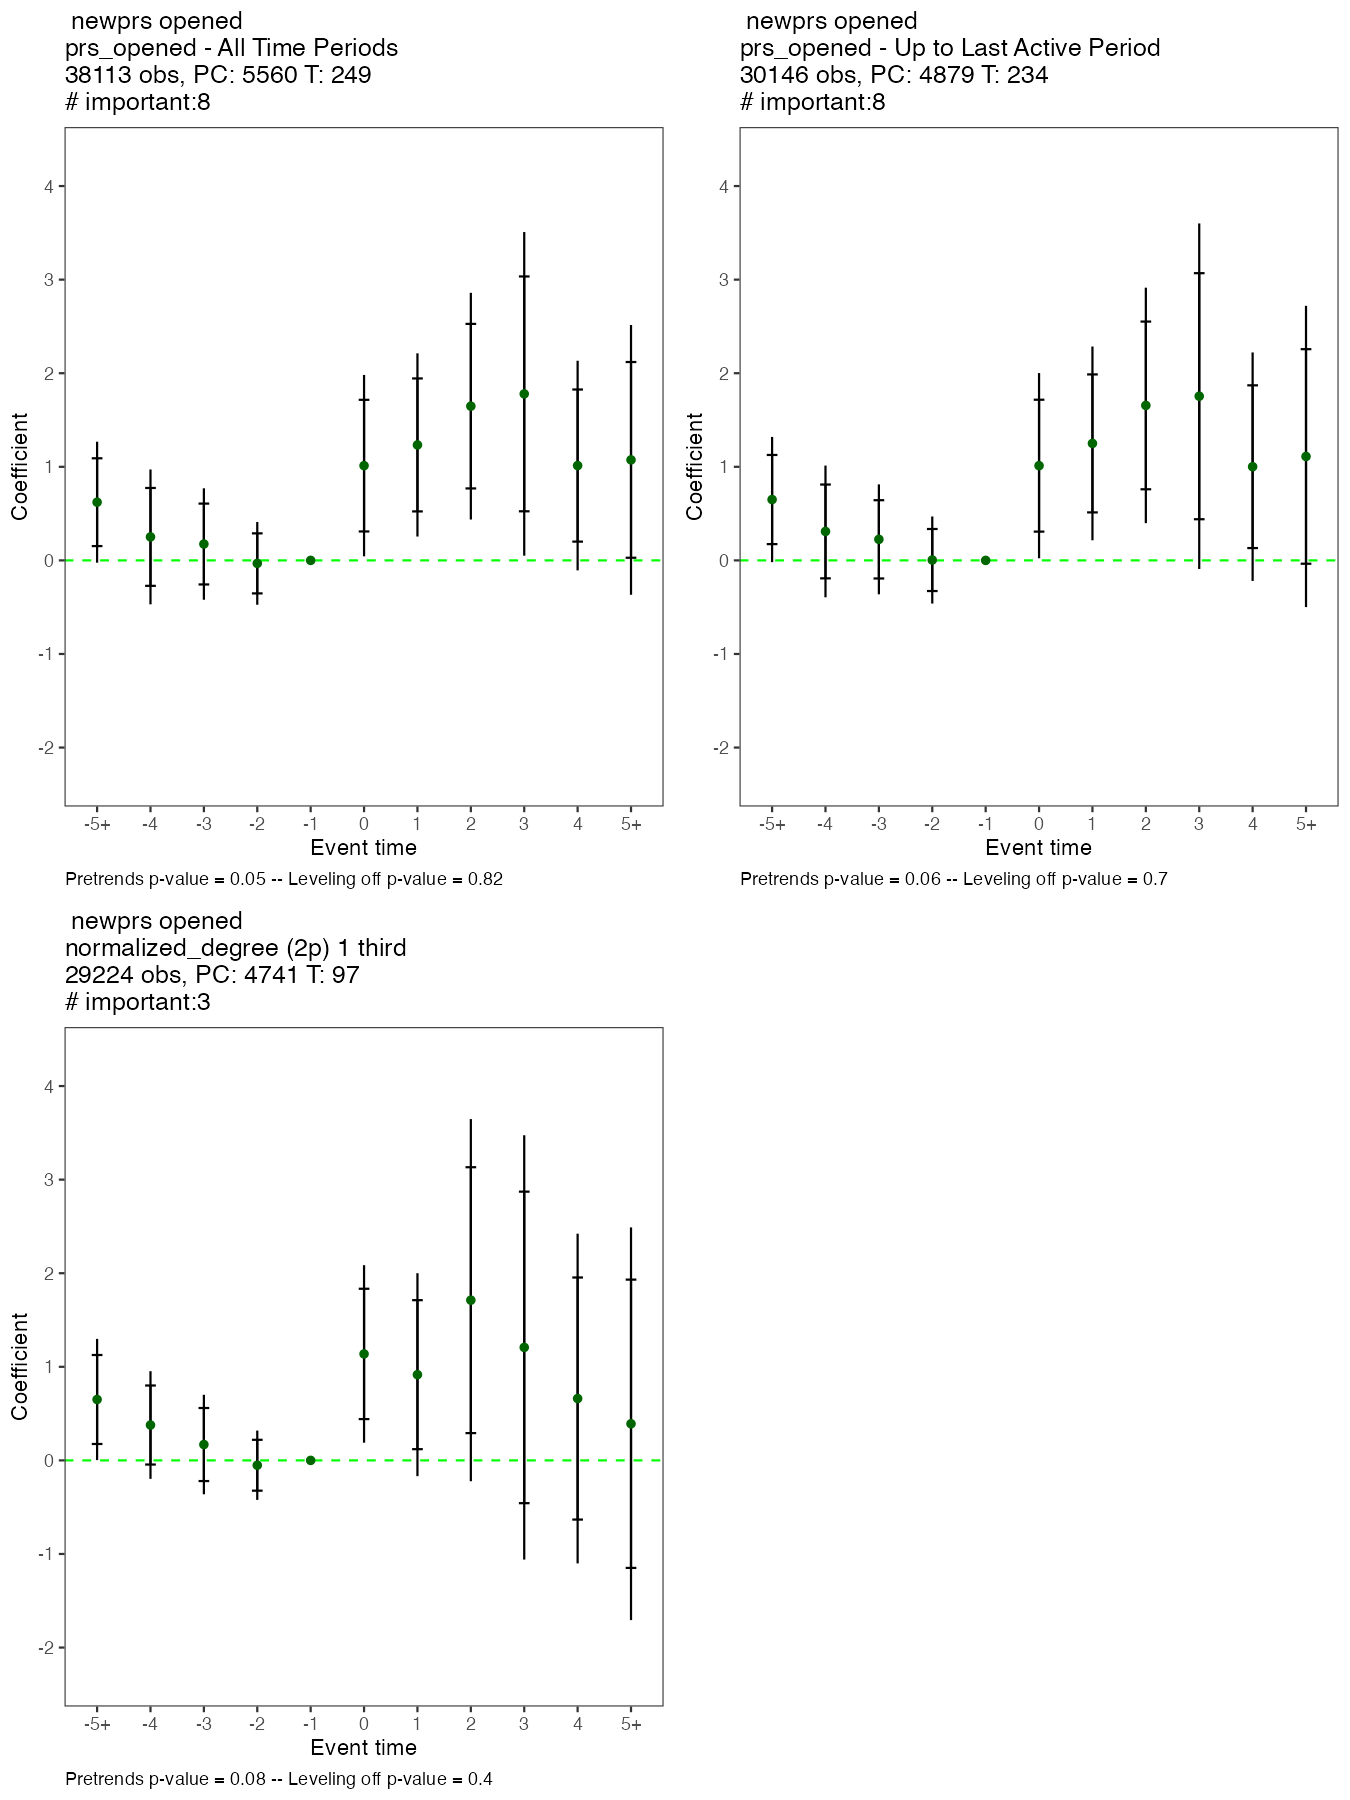 newprs opened
prs_opened - All Time Periods
38113 obs, PC: 5560 T: 249
# important:8
4
3
2
1
0
-1
-2
Coefficient
-5+ -4 -3 -2 -1 0 1 2 3 4 5+
Event time
Pretrends p-value = 0.05 -- Leveling off p-value = 0.82
newprs opened
prs_opened - Up to Last Active Period
30146 obs, PC: 4879 T: 234
# important:8
4
3
2
1
0
-1
-2
Coefficient
-5+ -4 -3 -2 -1 0 1 2 3 4 5+
Event time
Pretrends p-value = 0.06 -- Leveling off p-value = 0.7
newprs opened
normalized_degree (2p) 1 third
29224 obs, PC: 4741 T: 97
# important:3
4
3
2
1
0
-1
-2
Coefficient
-5+ -4 -3 -2 -1 0 1 2 3 4 5+
Event time
Pretrends p-value = 0.08 -- Leveling off p-value = 0.4